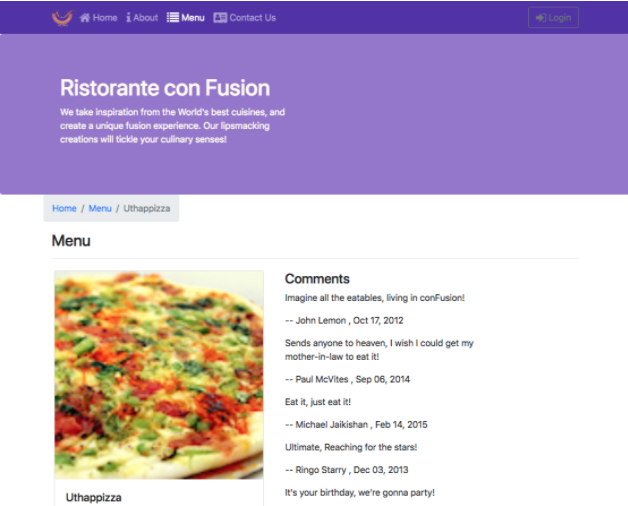 Home About Menu Contact Us Login
Ristorante con Fusion
We take inspiration from the World's best cuisines, and
create a unique fusion experience. Our lipsmacking
creations will tickle your culinary senses!
Home / Menu / Uthappizza
Menu
Comments
Imagine all the eatables, living in conFusion!
-- John Lemon , Oct 17, 2012
Sends anyone to heaven, I wish I could get my
mother-in-law to eat it!
-- Paul McVites , Sep 06, 2014
Eat it, just eat it!
-- Michael Jaikishan , Feb 14, 2015
Ultimate, Reaching for the stars!
-- Ringo Starry , Dec 03, 2013
It's your birthday, we're gonna party!
Uthappizza